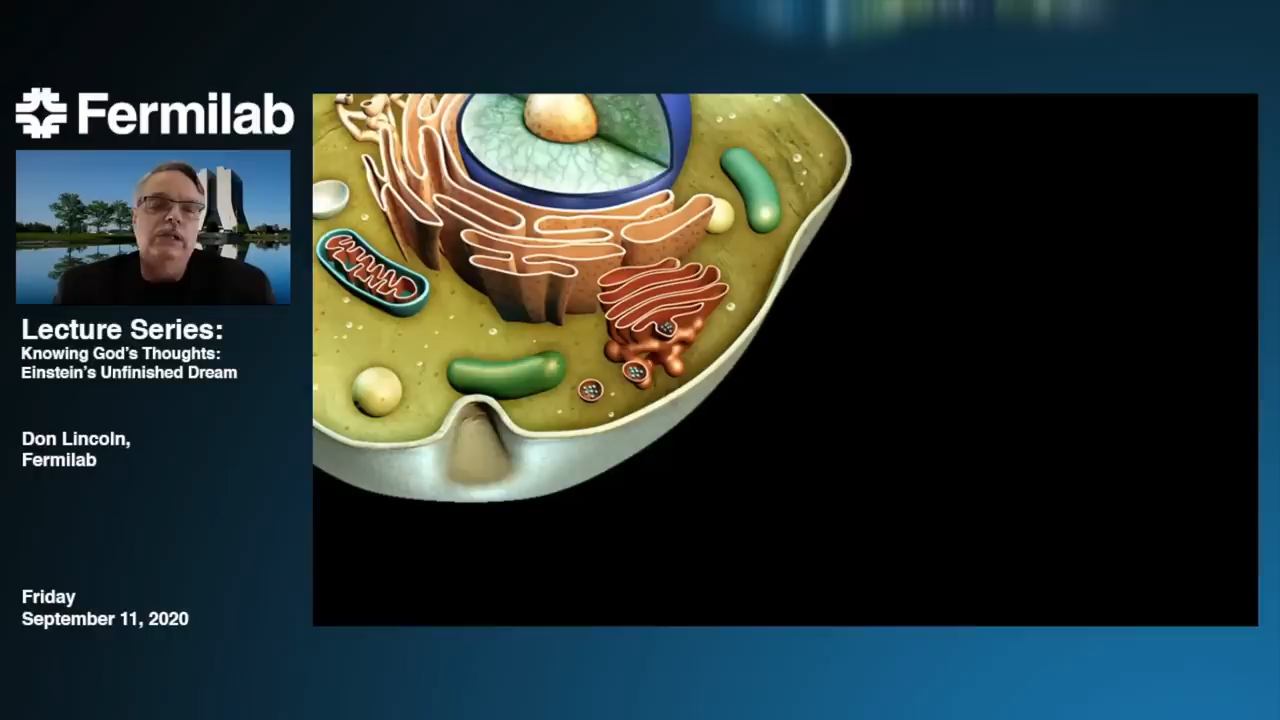 Fermilab
Lecture Series:
Knowing God's Thoughts:
Einstein's Unfinished Dream
Don Lincoln,
Fermilab
Friday
September 11, 2020